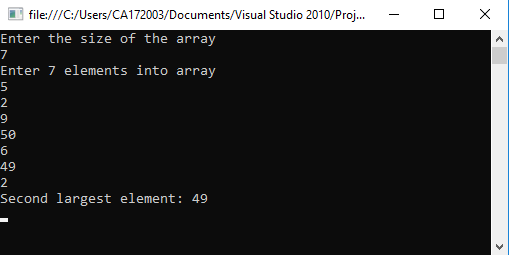 file:///C:/Users/CA172003/Documents/Visual Studio 2010/Proj...
Enter the size of the array
7
Enter 7 elements into array
5
2
9
50
6
49
2
Second largest element: 49